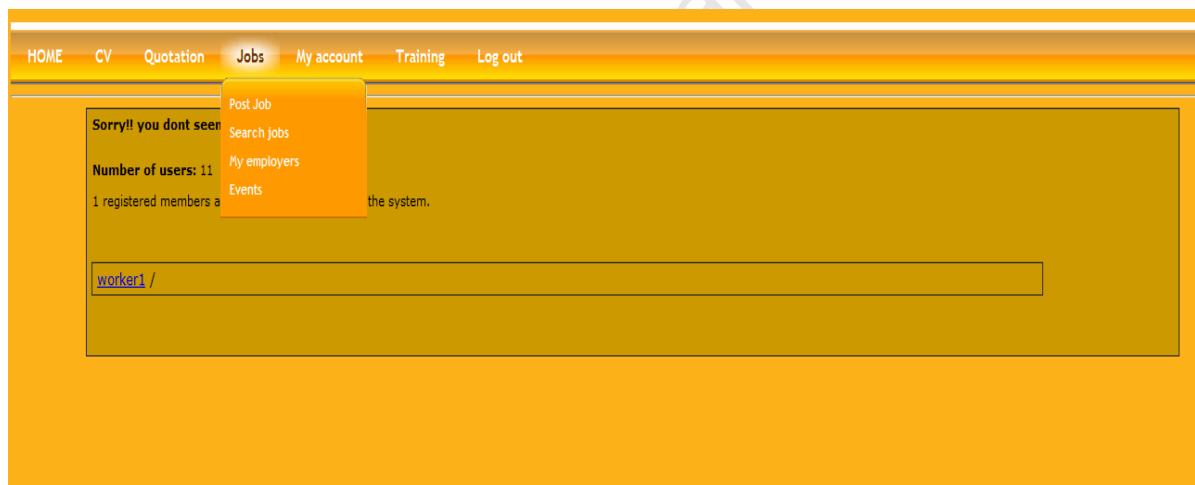 HOME CV Quotation Jobs My account Training Log out
Post Job
Search jobs
My employers
Events
Sorry!! you dont seen
Number of users: 11
1 registered members a the system.
worker1 /